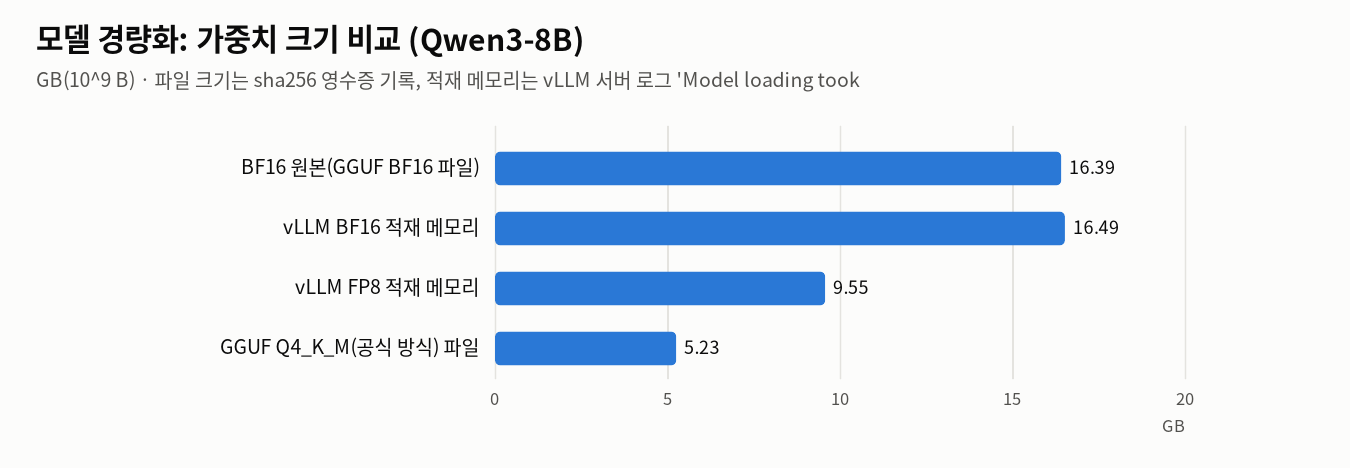 모델 경량화: 가중치 크기 비교 (Qwen3-8B)
GB(10^9 B) · 파일 크기는 sha256 영수증 기록, 적재 메모리는 vLLM 서버 로그 'Model loading took
BF16 원본(GGUF BF16 파일) 16.39
vLLM BF16 적재 메모리 16.49
vLLM FP8 적재 메모리 9.55
GGUF Q4_K_M(공식 방식) 파일 5.23
0 5 10 15 20
GB